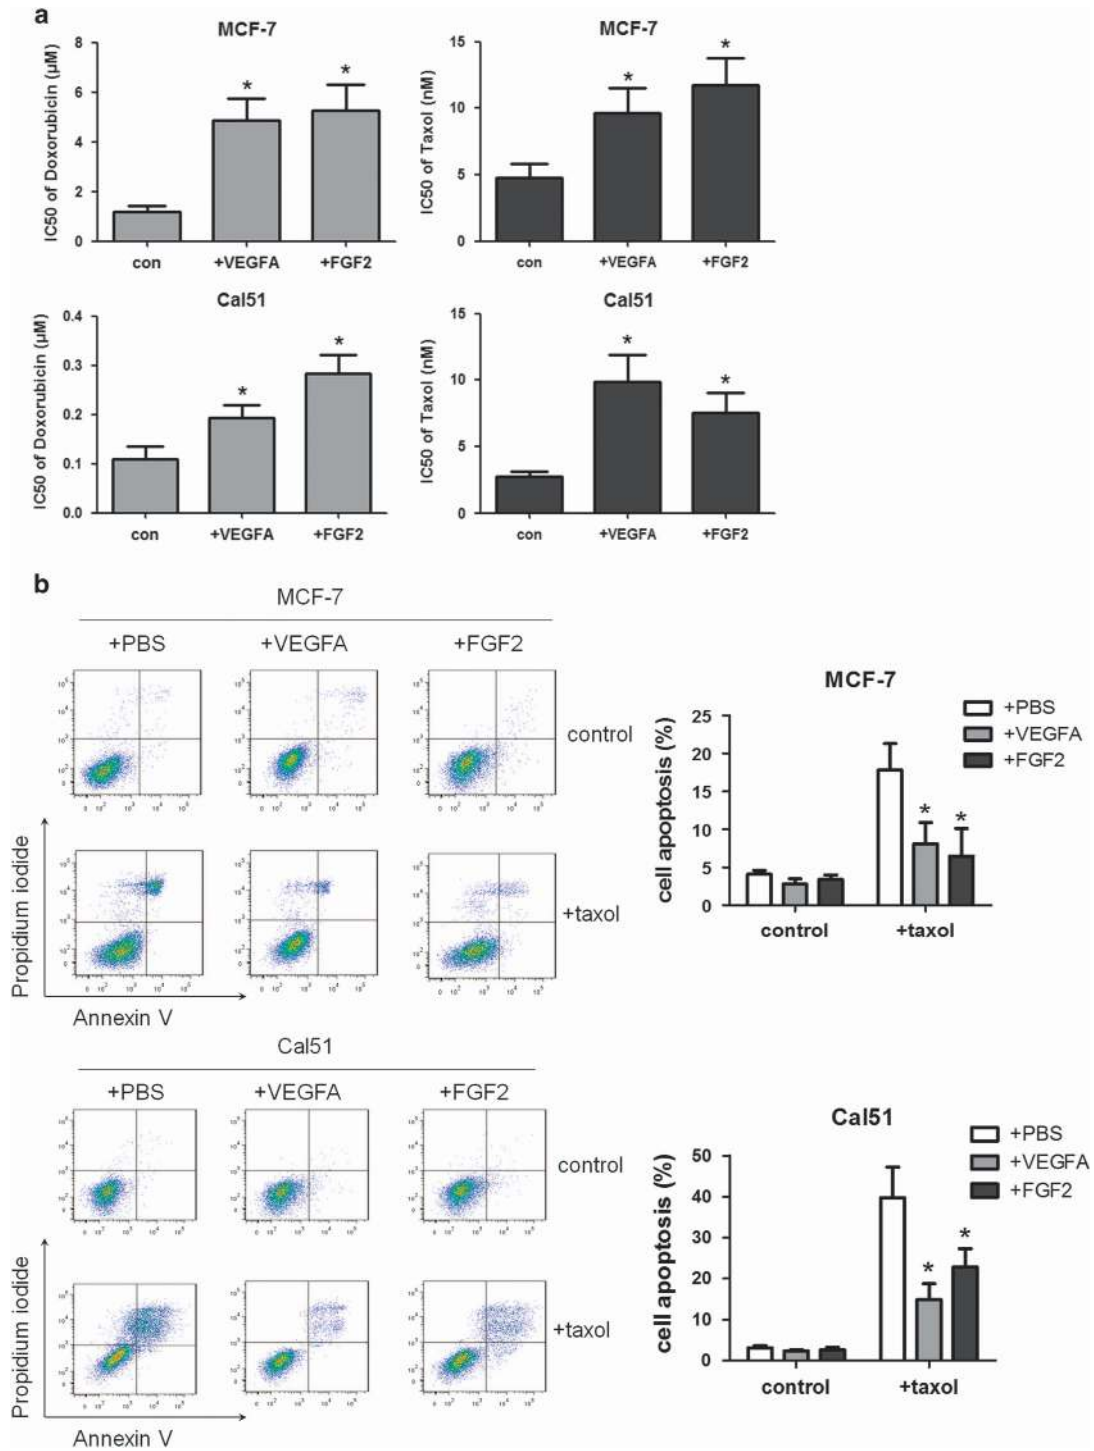 a
MCF-7
IC50 of Doxorubicin (µM)
8
6
4
2
0
*
*
con
+VEGFA
+FGF2
MCF-7
IC50 of Taxol (nM)
15
10
5
0
*
*
con
+VEGFA
+FGF2
Cal51
IC50 of Doxorubicin (µM)
0.4
0.3
0.2
0.1
0.0
*
*
con
+VEGFA
+FGF2
Cal51
IC50 of Taxol (nM)
15
10
5
0
*
*
con
+VEGFA
+FGF2
b
MCF-7
+PBS
+VEGFA
+FGF2
control
+taxol
Propidium iodide
Annexin V
MCF-7
+PBS
+VEGFA
+FGF2
cell apoptosis (%)
25
20
15
10
5
0
*
*
control
+taxol
Cal51
+PBS
+VEGFA
+FGF2
control
+taxol
Propidium iodide
Annexin V
Cal51
+PBS
+VEGFA
+FGF2
cell apoptosis (%)
50
40
30
20
10
0
*
*
control
+taxol